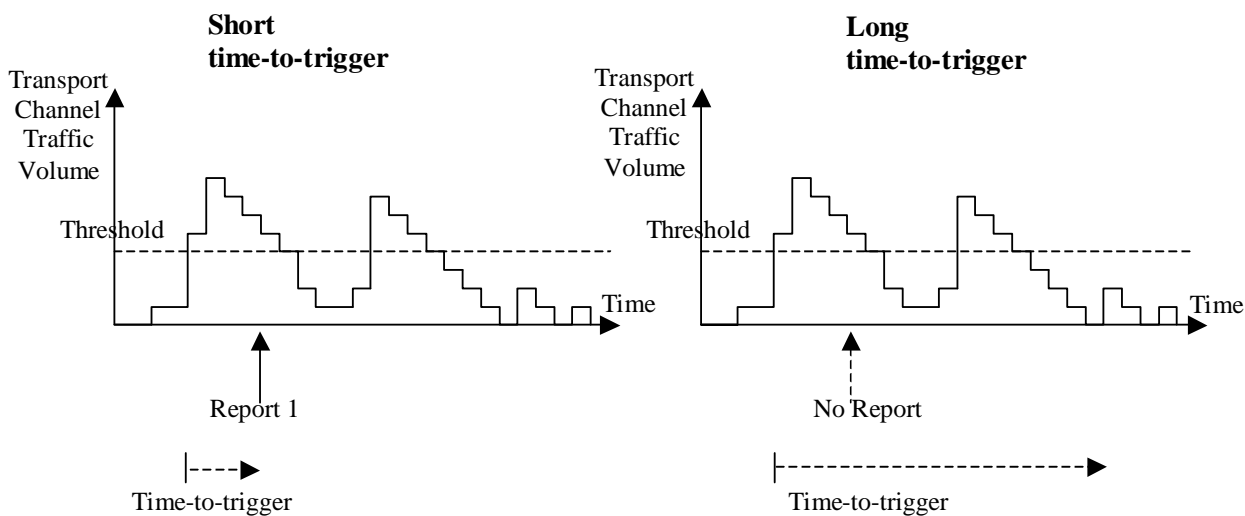 Short
time-to-trigger
Transport
Channel
Traffic
Volume
Threshold
Time
Report 1
Time-to-trigger
Long
time-to-trigger
Transport
Channel
Traffic
Volume
Threshold
Time
No Report
Time-to-trigger